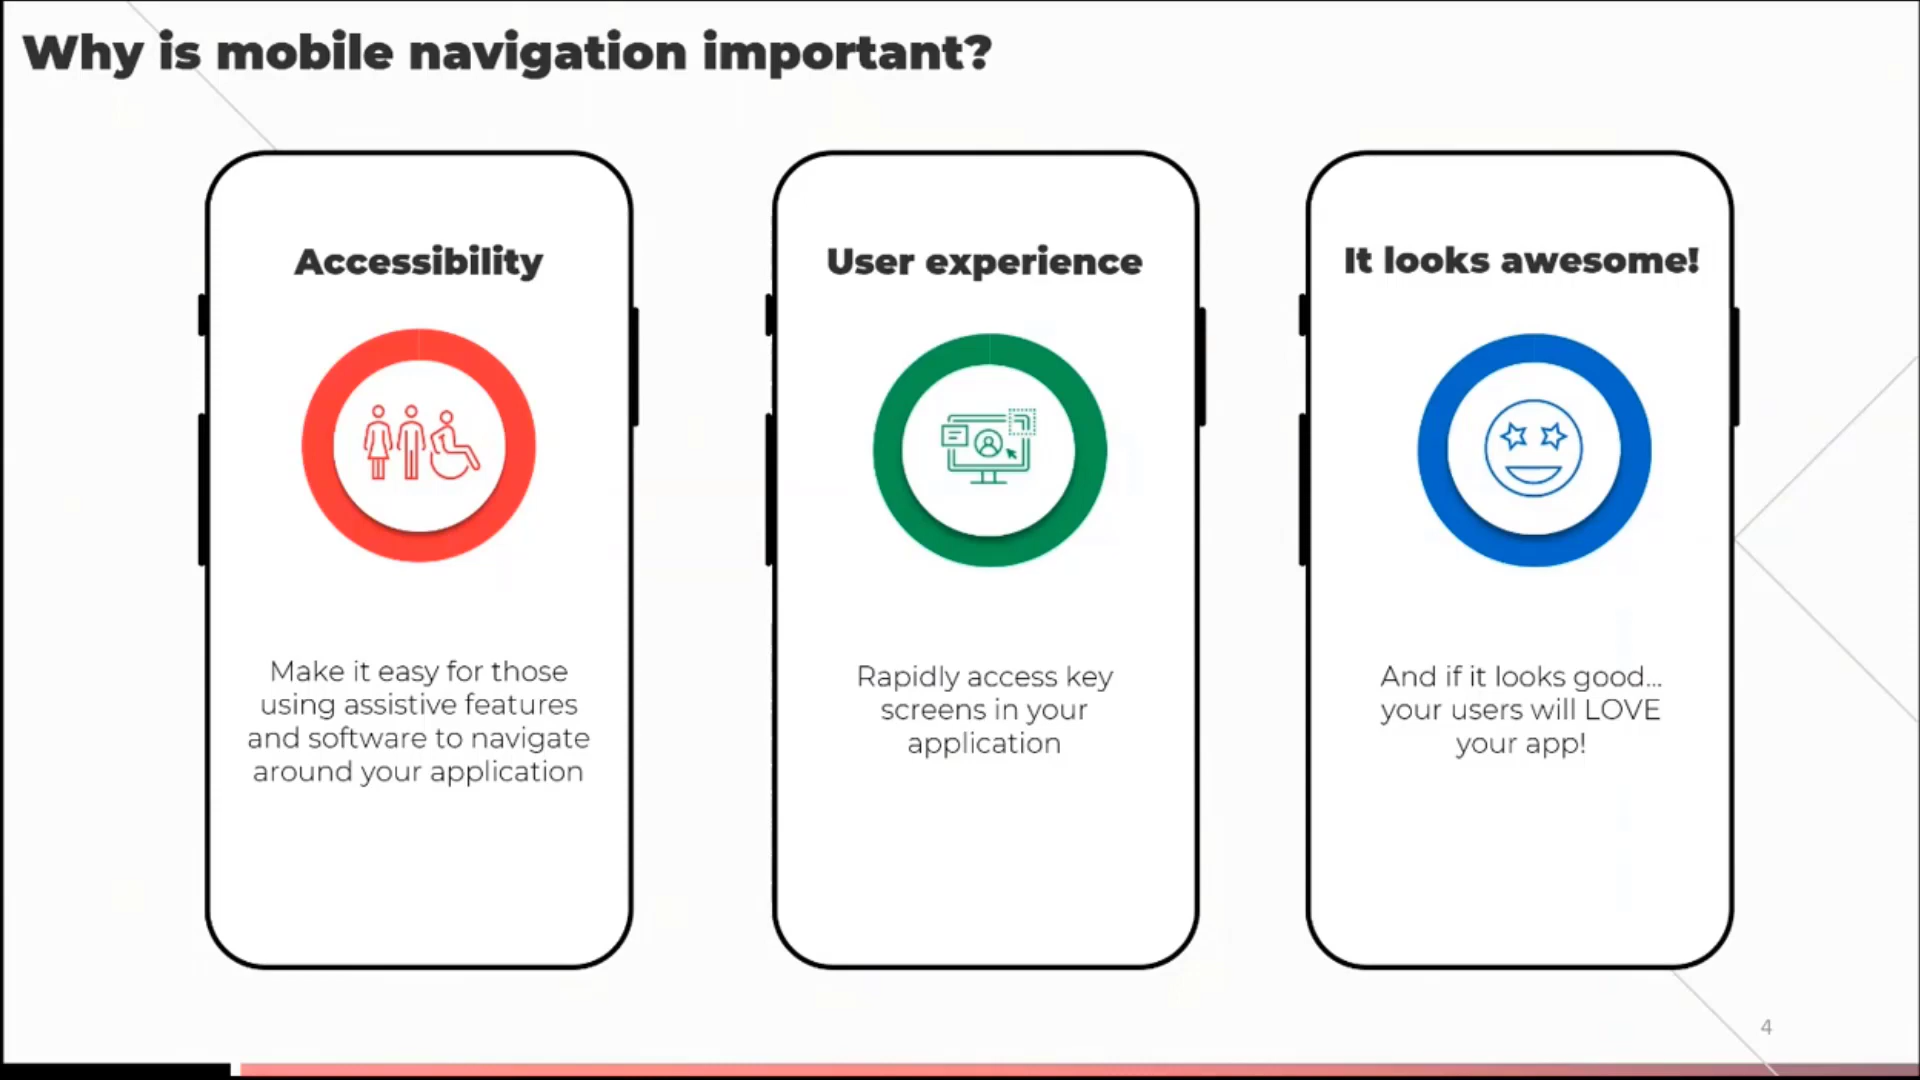 Why is mobile navigation important?
Accessibility
Make it easy for those
using assistive features
and software to navigate
around your application
User experience
Rapidly access key
screens in your
application
It looks awesome!
And if it looks good...
your users will LOVE
your app!
4